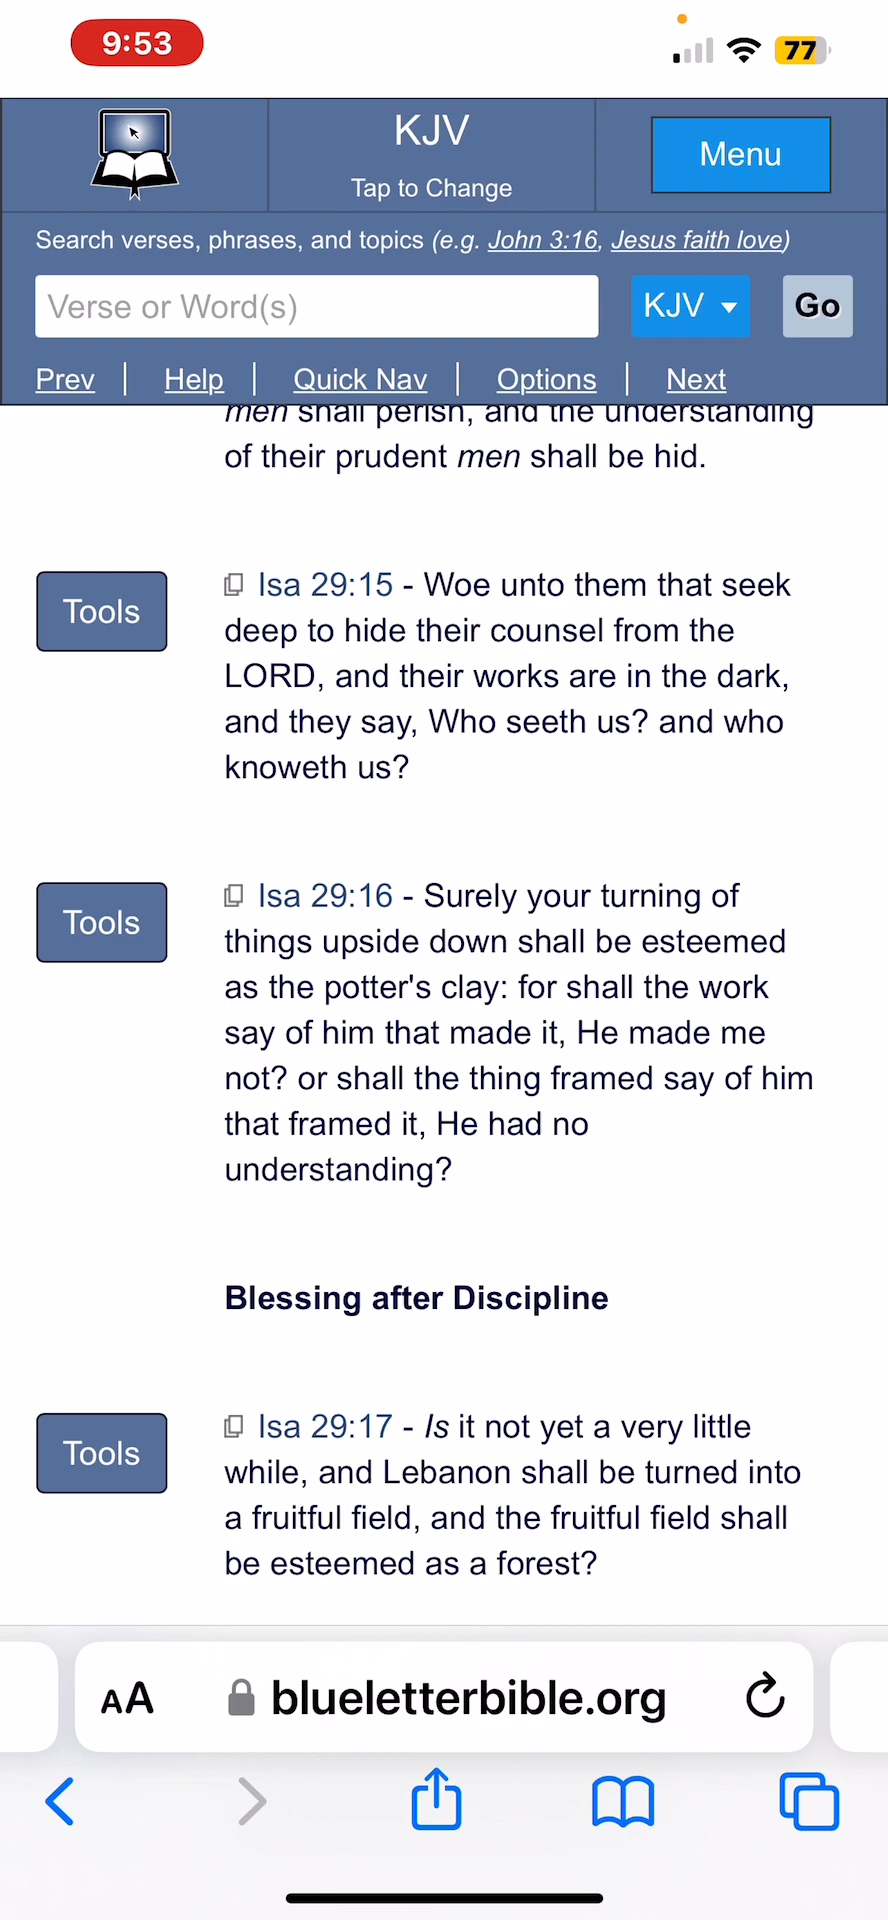 9:53
77
KJV
Tap to Change
Menu
Search verses, phrases, and topics (e.g. John 3:16, Jesus faith love)
Verse or Word(s)
KJV
Go
Prev | Help | Quick Nav | Options | Next
men shall perish, and the understanding
of their prudent men shall be hid.
Tools
Isa 29:15 - Woe unto them that seek
deep to hide their counsel from the
LORD, and their works are in the dark,
and they say, Who seeth us? and who
knoweth us?
Tools
Isa 29:16 - Surely your turning of
things upside down shall be esteemed
as the potter's clay: for shall the work
say of him that made it, He made me
not? or shall the thing framed say of him
that framed it, He had no
understanding?
Blessing after Discipline
Tools
Isa 29:17 - Is it not yet a very little
while, and Lebanon shall be turned into
a fruitful field, and the fruitful field shall
be esteemed as a forest?
AA
blueletterbible.org